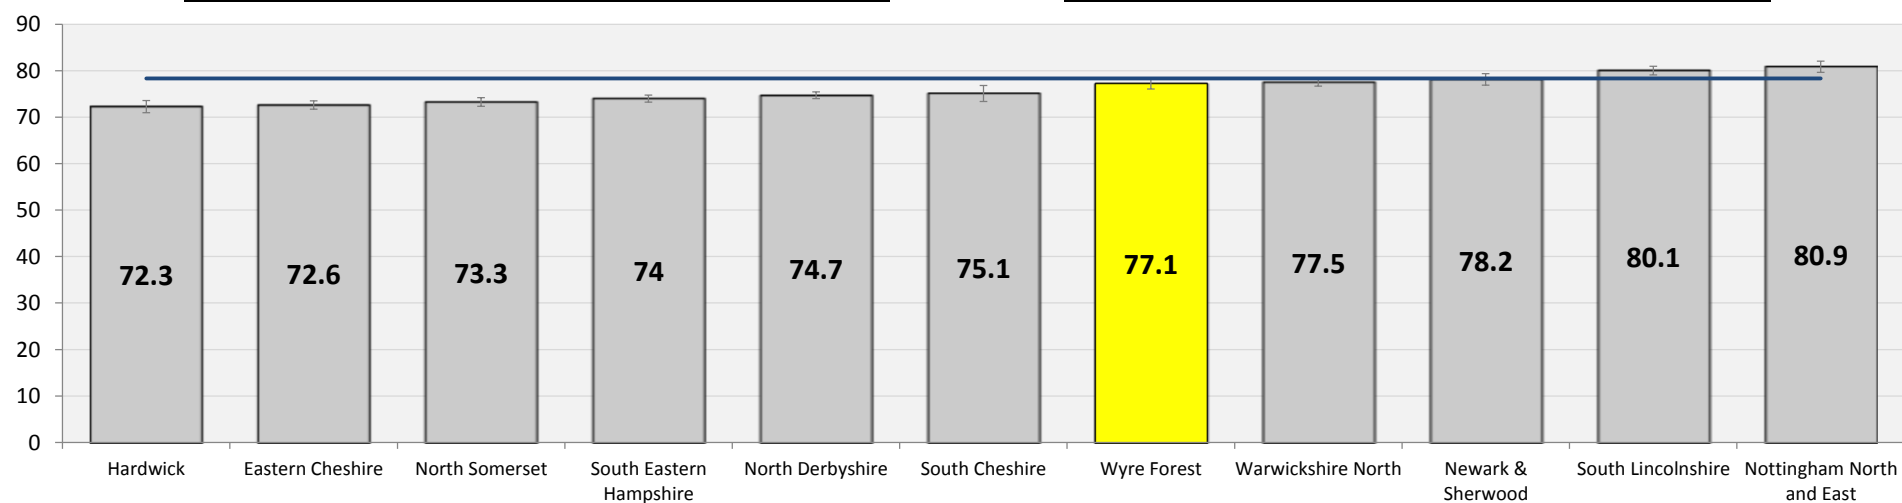 90
80
70
60
50
40
30
20
10
0
72.3
72.6
73.3
74
74.7
75.1
77.1
77.5
78.2
80.1
80.9
Hardwick
Eastern Cheshire
North Somerset
South Eastern
Hampshire
North Derbyshire
South Cheshire
Wyre Forest
Warwickshire North
Newark &
Sherwood
South Lincolnshire
Nottingham North
and East